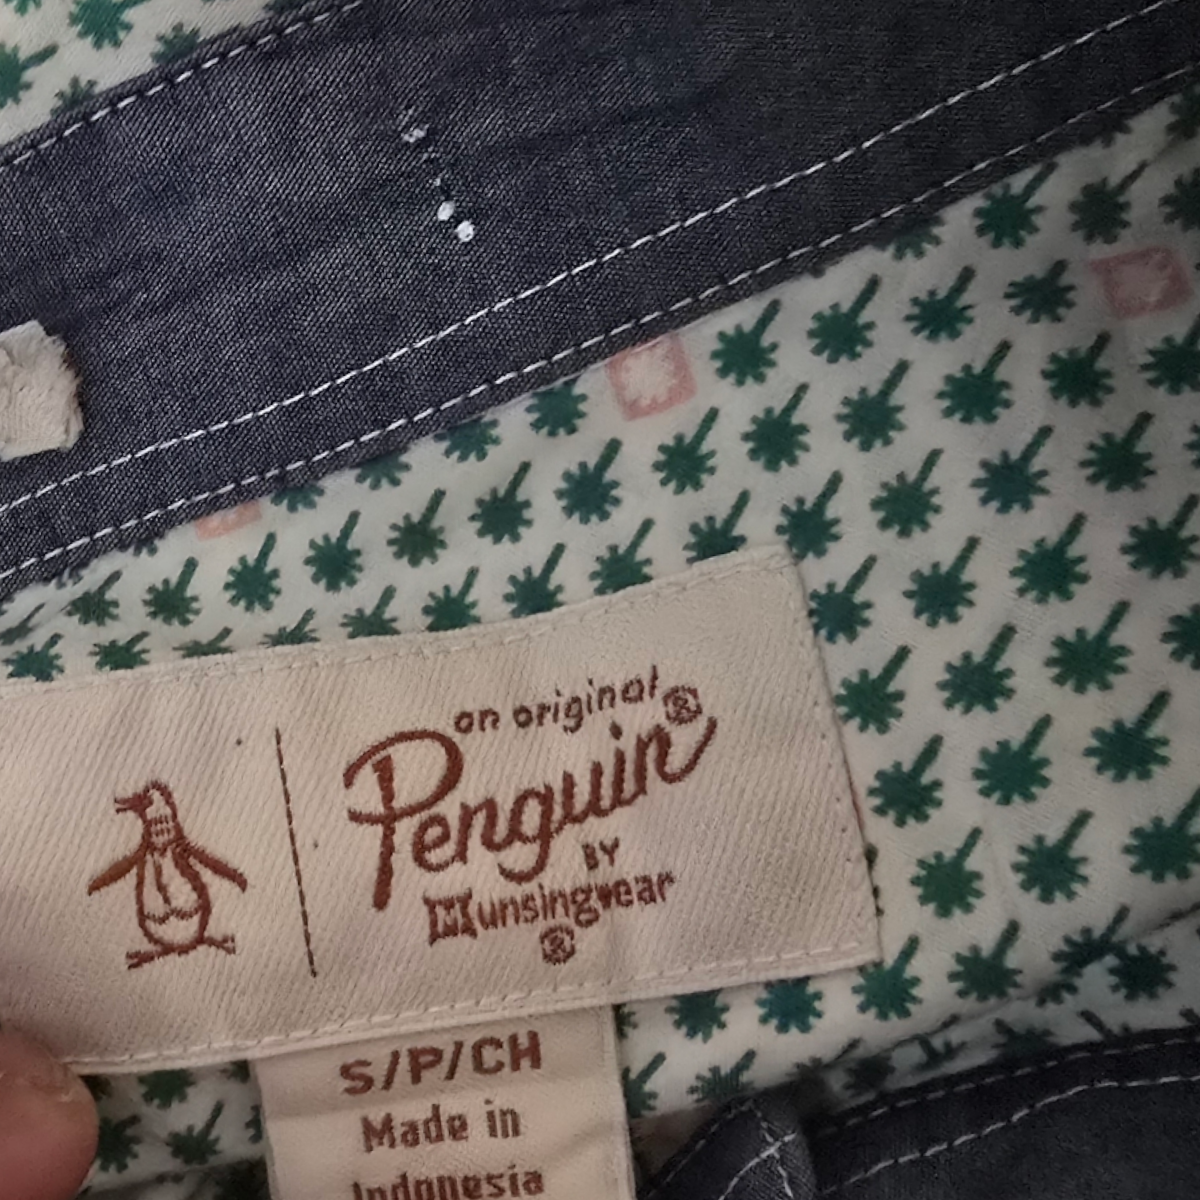 an original
Penguin®
BY
Munsingwear
®
S/P/CH
Made in
Indonesia